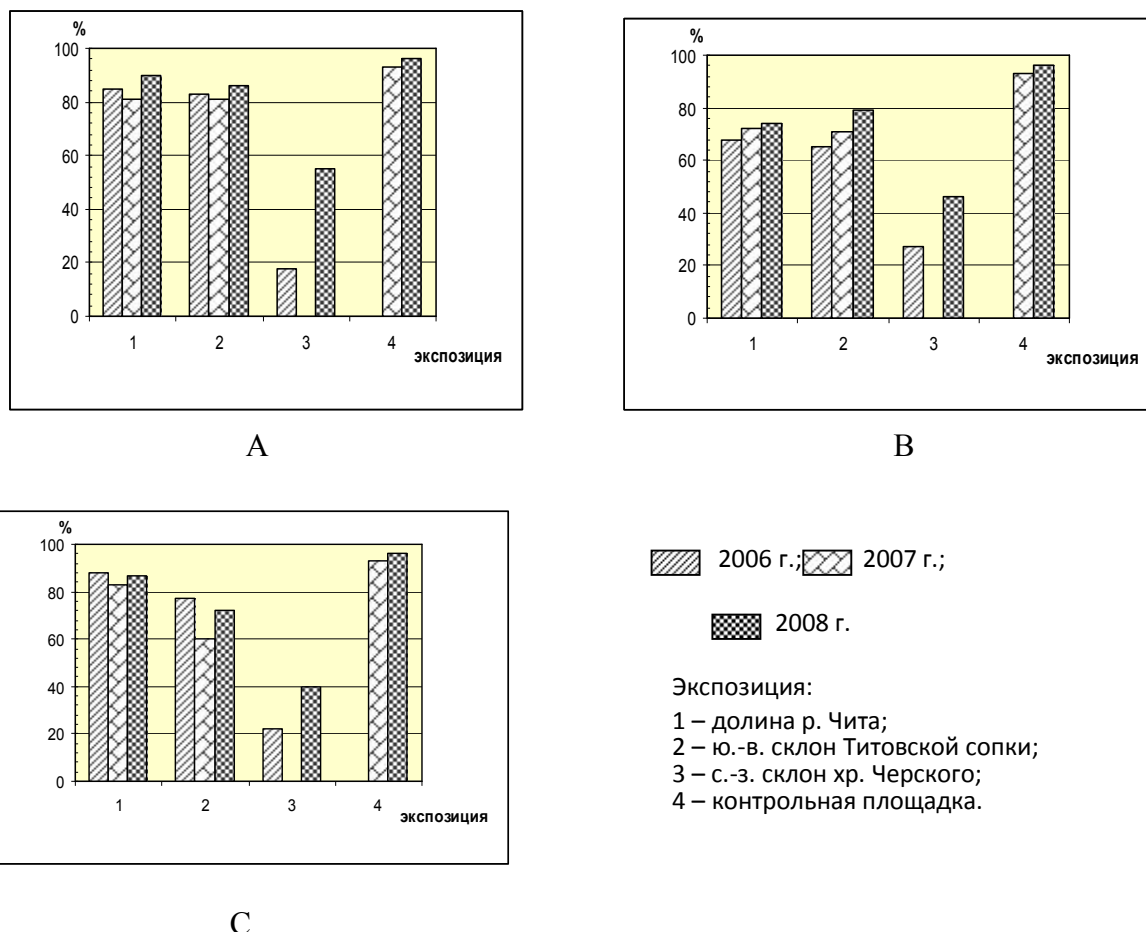 %
100
80
60
40
20
0
1 2 3 4
экспозиция
A
%
100
80
60
40
20
0
1 2 3 4
экспозиция
B
%
100
80
60
40
20
0
1 2 3 4
экспозиция
C
2006 г.; 2007 г.;
2008 г.
Экспозиция:
1 – долина р. Чита;
2 – ю.-в. склон Титовской сопки;
3 – с.-з. склон хр. Черского;
4 – контрольная площадка.